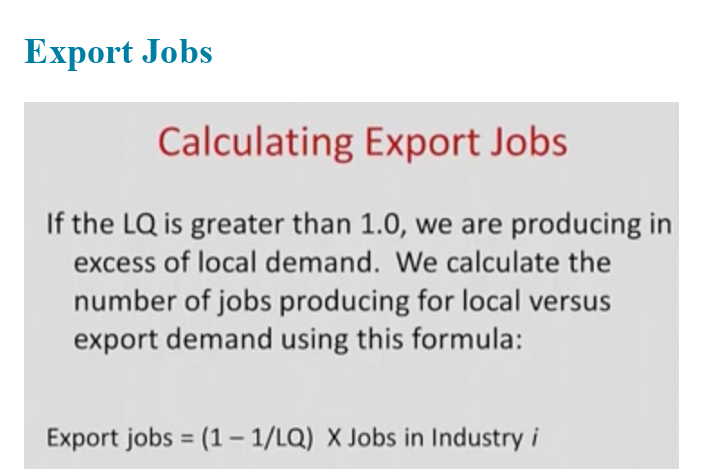 Export Jobs
Calculating Export Jobs
If the LQ is greater than 1.0, we are producing in
excess of local demand.  We calculate the
number of jobs producing for local versus
export demand using this formula:
Export jobs = (1 – 1/LQ)  X Jobs in Industry i